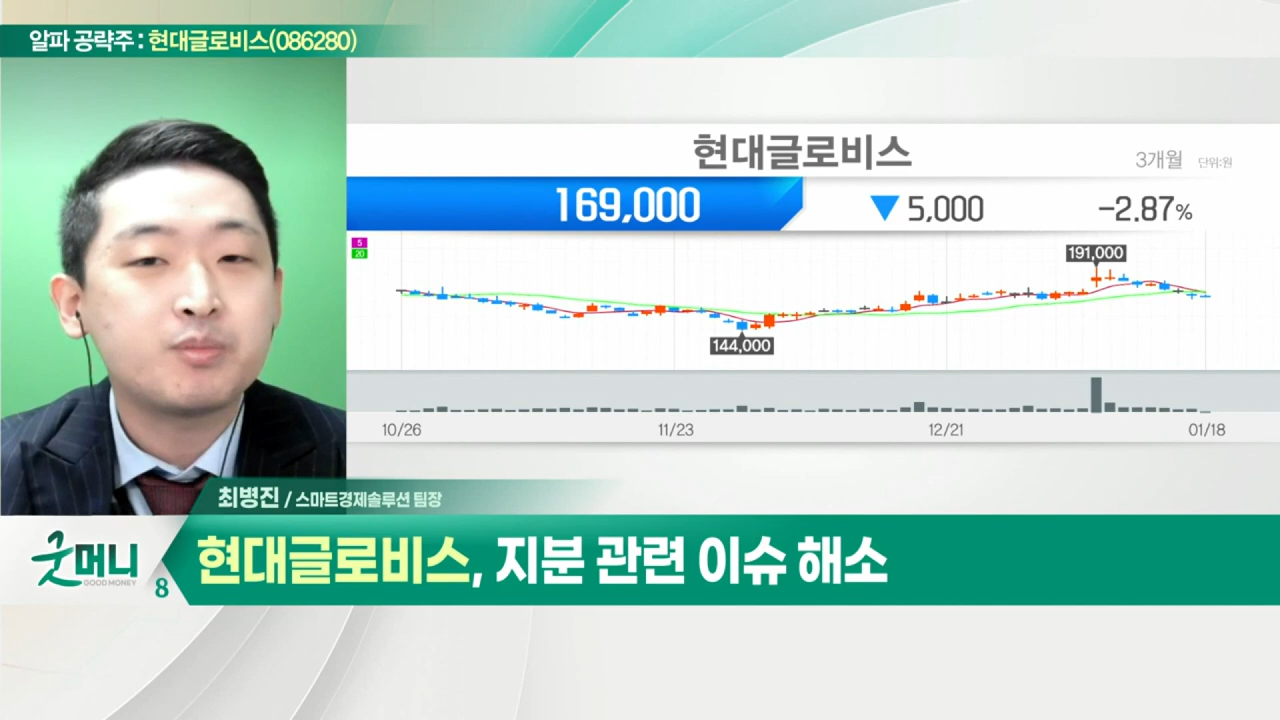 알파 공략주 : 현대글로비스(086280)
현대글로비스
3개월 단위:원
169,000 ▼ 5,000 -2.87%
5
20
191,000
144,000
10/26 11/23 12/21 01/18
최병진 / 스마트경제솔루션 팀장
굿머니
GOOD MONEY
8
현대글로비스, 지분 관련 이슈 해소